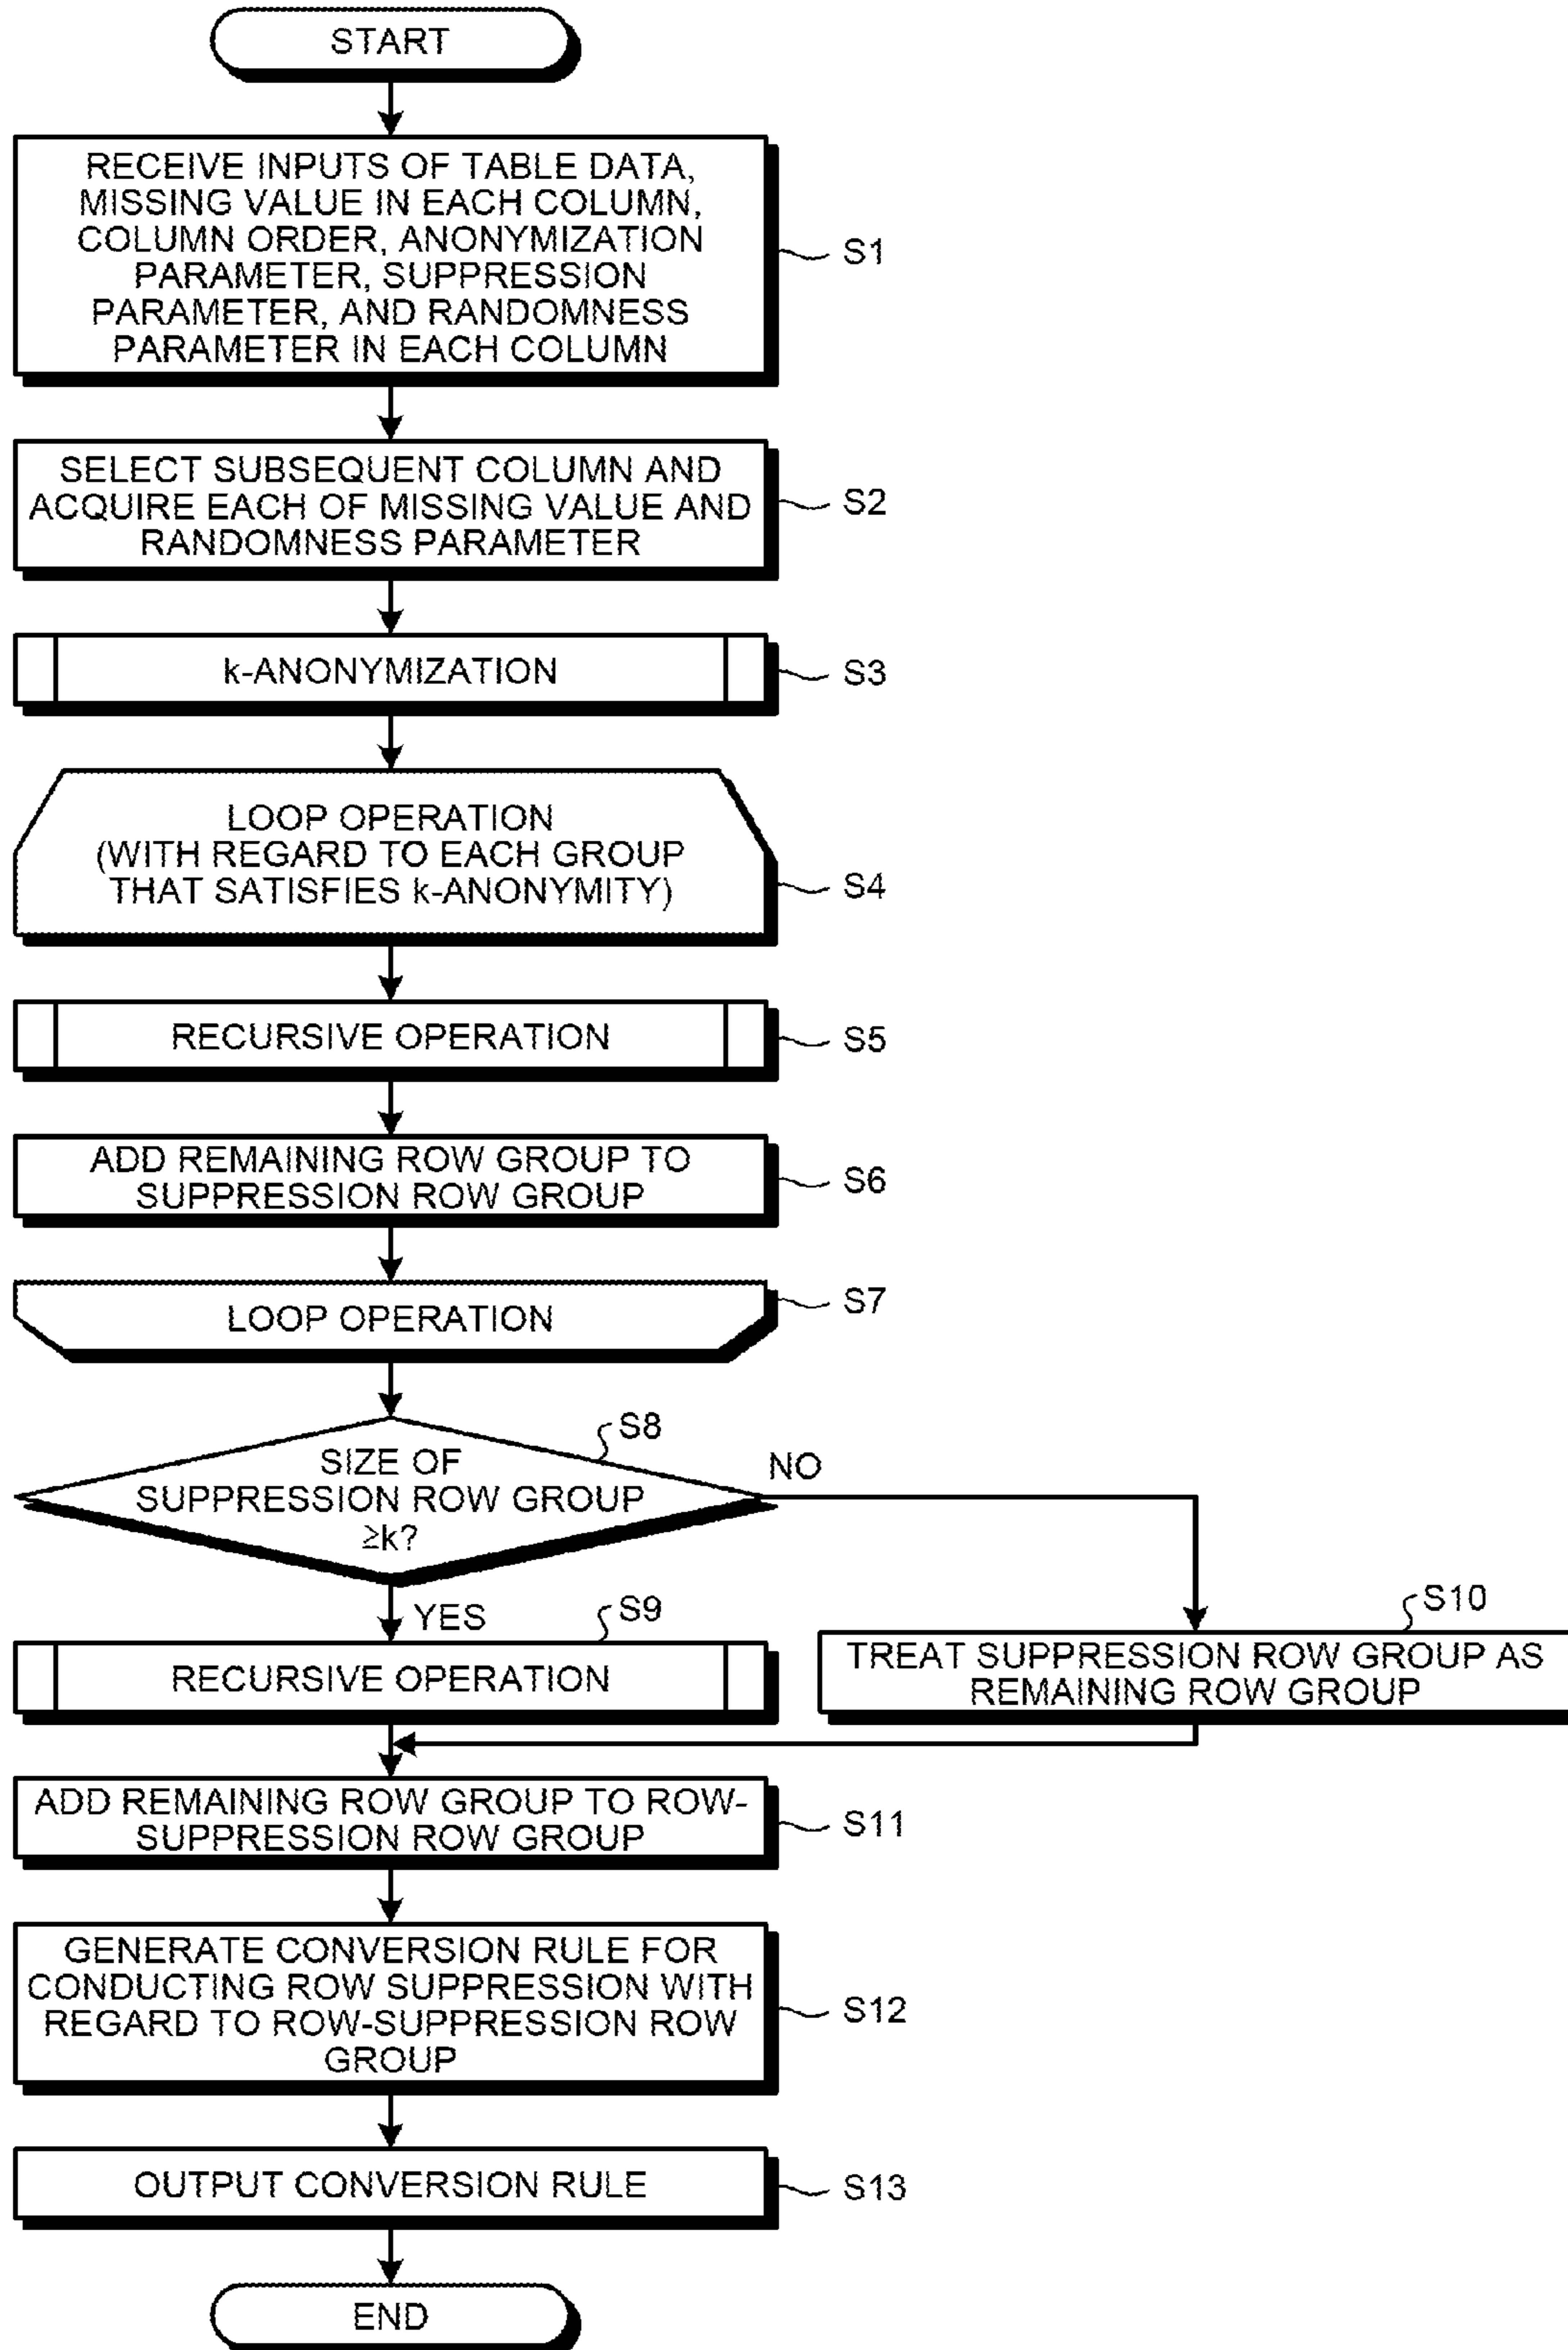 START
RECEIVE INPUTS OF TABLE DATA,
MISSING VALUE IN EACH COLUMN,
COLUMN ORDER, ANONYMIZATION
PARAMETER, SUPPRESSION
PARAMETER, AND RANDOMNESS
PARAMETER IN EACH COLUMN
S1
SELECT SUBSEQUENT COLUMN AND
ACQUIRE EACH OF MISSING VALUE AND
RANDOMNESS PARAMETER
S2
k-ANONYMIZATION
S3
LOOP OPERATION
(WITH REGARD TO EACH GROUP
THAT SATISFIES k-ANONYMITY)
S4
RECURSIVE OPERATION
S5
ADD REMAINING ROW GROUP TO
SUPPRESSION ROW GROUP
S6
LOOP OPERATION
S7
S8
SIZE OF
SUPPRESSION ROW GROUP
≥k?
NO
YES
S9
RECURSIVE OPERATION
S10
TREAT SUPPRESSION ROW GROUP AS
REMAINING ROW GROUP
ADD REMAINING ROW GROUP TO ROW-
SUPPRESSION ROW GROUP
S11
GENERATE CONVERSION RULE FOR
CONDUCTING ROW SUPPRESSION WITH
REGARD TO ROW-SUPPRESSION ROW
GROUP
S12
OUTPUT CONVERSION RULE
S13
END